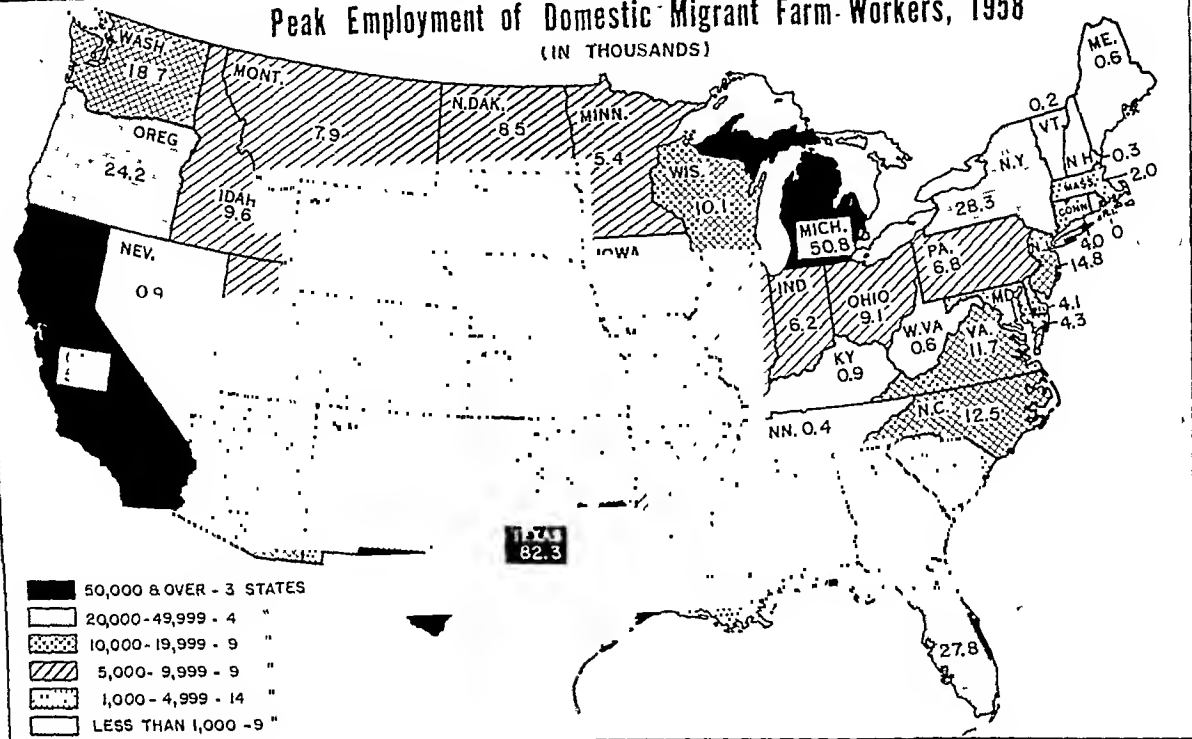 Peak Employment of Domestic Migrant Farm-Workers, 1958
(IN THOUSANDS)
WASH.
18.7
MONT.
7.9
N.DAK.
8.5
MINN.
5.4
OREG
24.2
IDAH
9.6
WIS.
10.1
MICH.
50.8
ME.
0.6
0.2
VT.
N H
0.3
MASS.
2.0
CONN
N.Y
28.3
4.0
0
NEV.
0.9
IOWA
PA.
6.8
N.J.
14.8
IND
6.2
OHIO
9.1
MD.
4.1
4.3
W.VA
0.6
VA.
11.7
KY
0.9
N.C.
12.5
NN. 0.4
TEXAS
82.3
27.8
50,000 & OVER - 3 STATES
20,000-49,999 - 4 "
10,000-19,999 - 9 "
5,000- 9,999 - 9 "
1,000-4,999 - 14 "
LESS THAN 1,000 -9 "